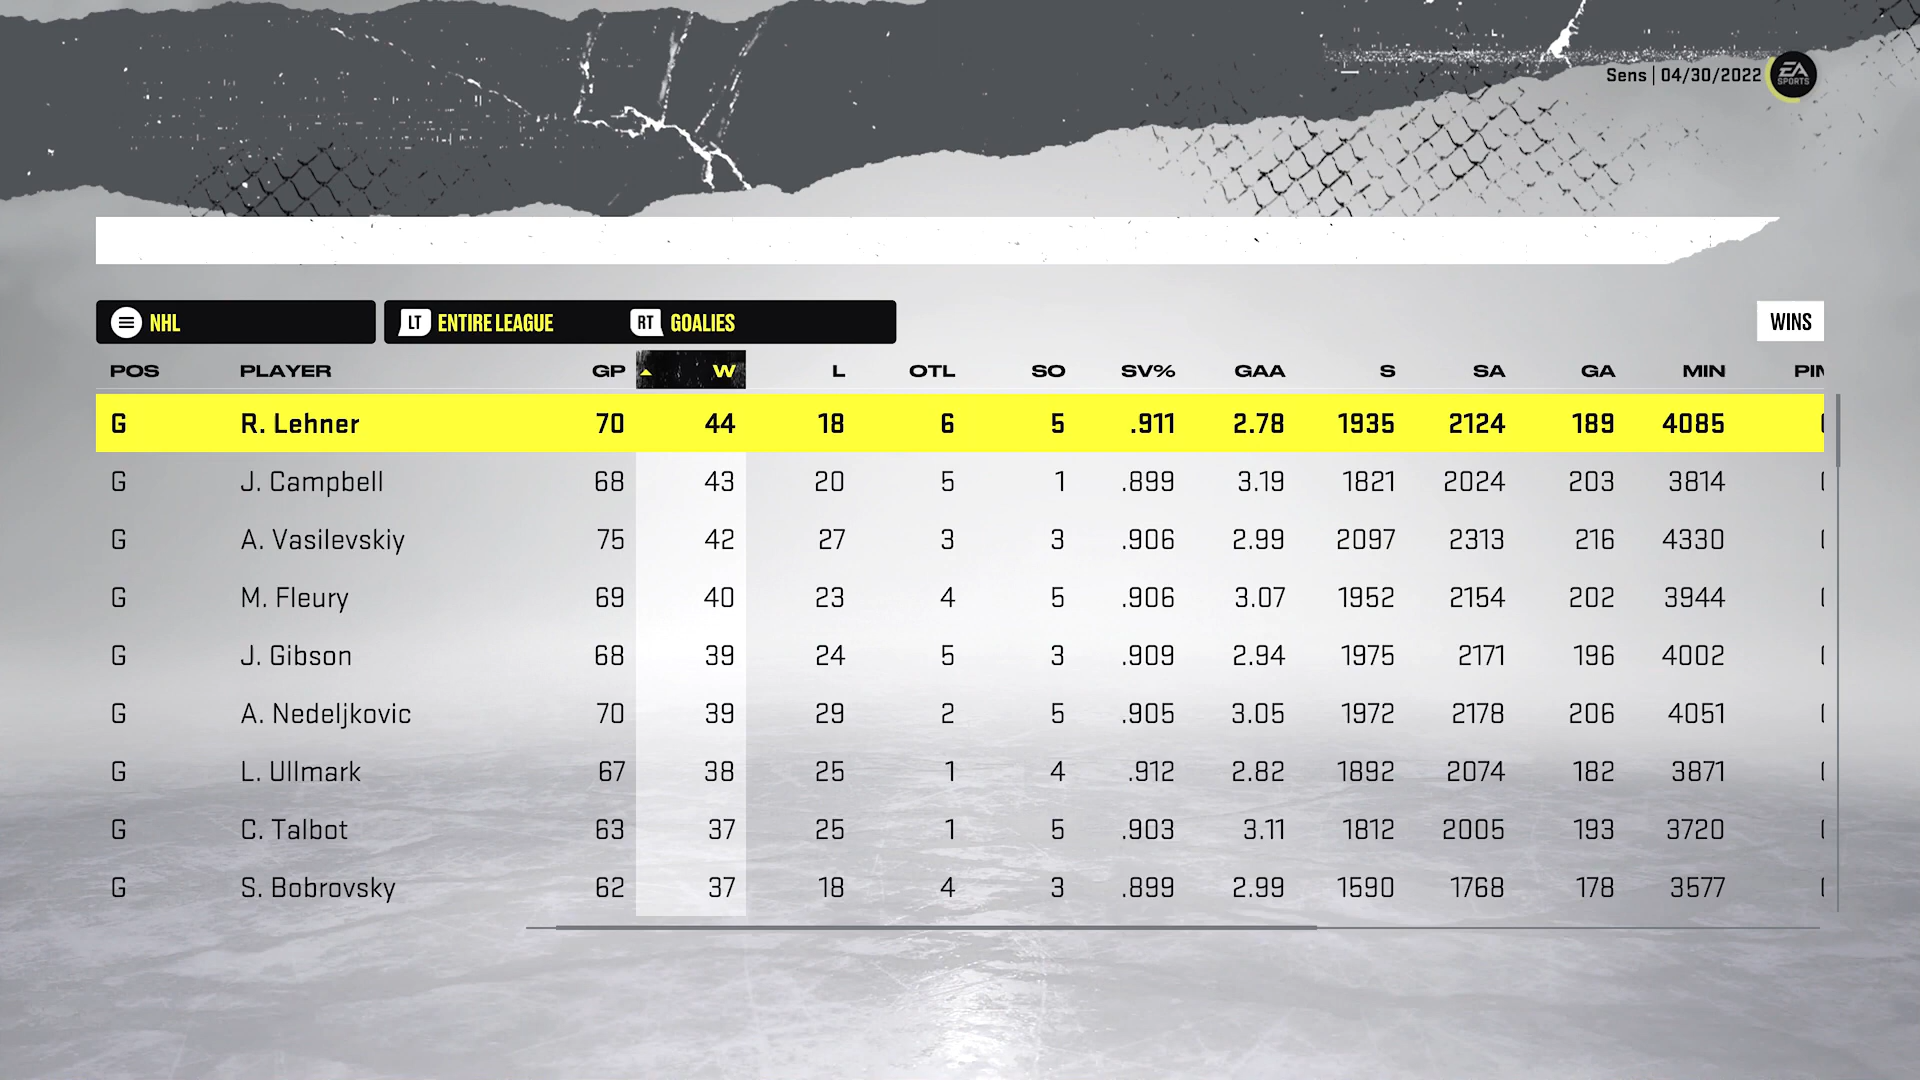 Sens | 04/30/2022 EA SPORTS
NHL LT ENTIRE LEAGUE RT GOALIES WINS
POS PLAYER GP W L OTL SO SV% GAA S SA GA MIN
G R. Lehner 70 44 18 6 5 .911 2.78 1935 2124 189 4085
G J. Campbell 68 43 20 5 1 .899 3.19 1821 2024 203 3814
G A. Vasilevskiy 75 42 27 3 3 .906 2.99 2097 2313 216 4330
G M. Fleury 69 40 23 4 5 .906 3.07 1952 2154 202 3944
G J. Gibson 68 39 24 5 3 .909 2.94 1975 2171 196 4002
G A. Nedeljkovic 70 39 29 2 5 .905 3.05 1972 2178 206 4051
G L. Ullmark 67 38 25 1 4 .912 2.82 1892 2074 182 3871
G C. Talbot 63 37 25 1 5 .903 3.11 1812 2005 193 3720
G S. Bobrovsky 62 37 18 4 3 .899 2.99 1590 1768 178 3577